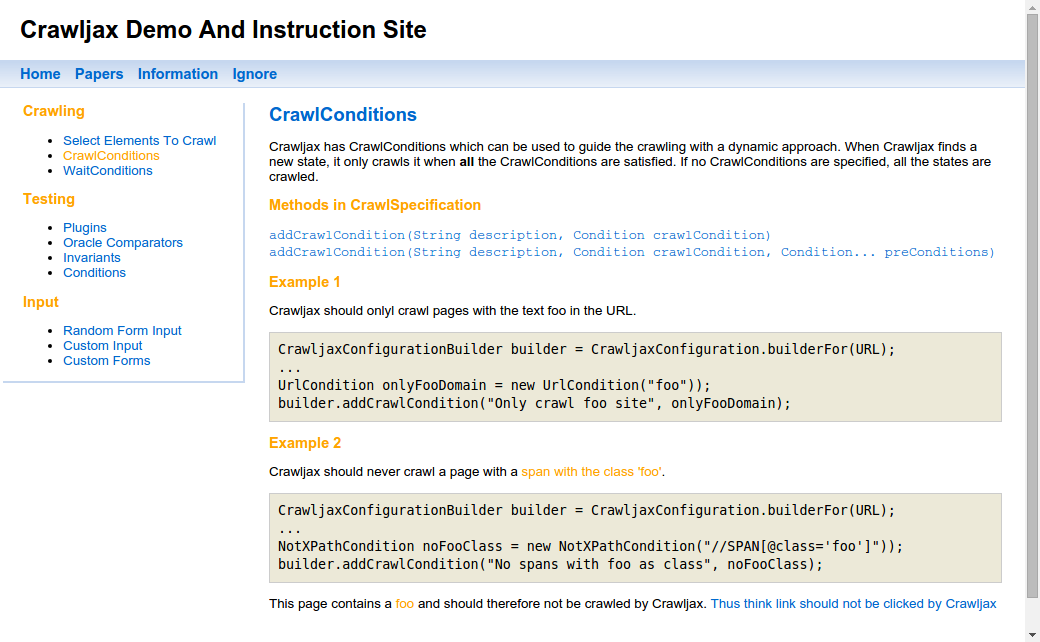 Crawljax Demo And Instruction Site
Home Papers Information Ignore
Crawling
Select Elements To Crawl
CrawlConditions
WaitConditions
Testing
Plugins
Oracle Comparators
Invariants
Conditions
Input
Random Form Input
Custom Input
Custom Forms
CrawlConditions
Crawljax has CrawlConditions which can be used to guide the crawling with a dynamic approach. When Crawljax finds a
new state, it only crawls it when all the CrawlConditions are satisfied. If no CrawlConditions are specified, all the states are
crawled.
Methods in CrawlSpecification
addCrawlCondition(String description, Condition crawlCondition)
addCrawlCondition(String description, Condition crawlCondition, Condition... preConditions)
Example 1
Crawljax should onlyl crawl pages with the text foo in the URL.
CrawljaxConfigurationBuilder builder = CrawljaxConfiguration.builderFor(URL);
...
UrlCondition onlyFooDomain = new UrlCondition("foo"));
builder.addCrawlCondition("Only crawl foo site", onlyFooDomain);
Example 2
Crawljax should never crawl a page with a span with the class 'foo'.
CrawljaxConfigurationBuilder builder = CrawljaxConfiguration.builderFor(URL);
...
NotXPathCondition noFooClass = new NotXPathCondition("//SPAN[@class='foo']"));
builder.addCrawlCondition("No spans with foo as class", noFooClass);
This page contains a foo and should therefore not be crawled by Crawljax. Thus think link should not be clicked by Crawljax